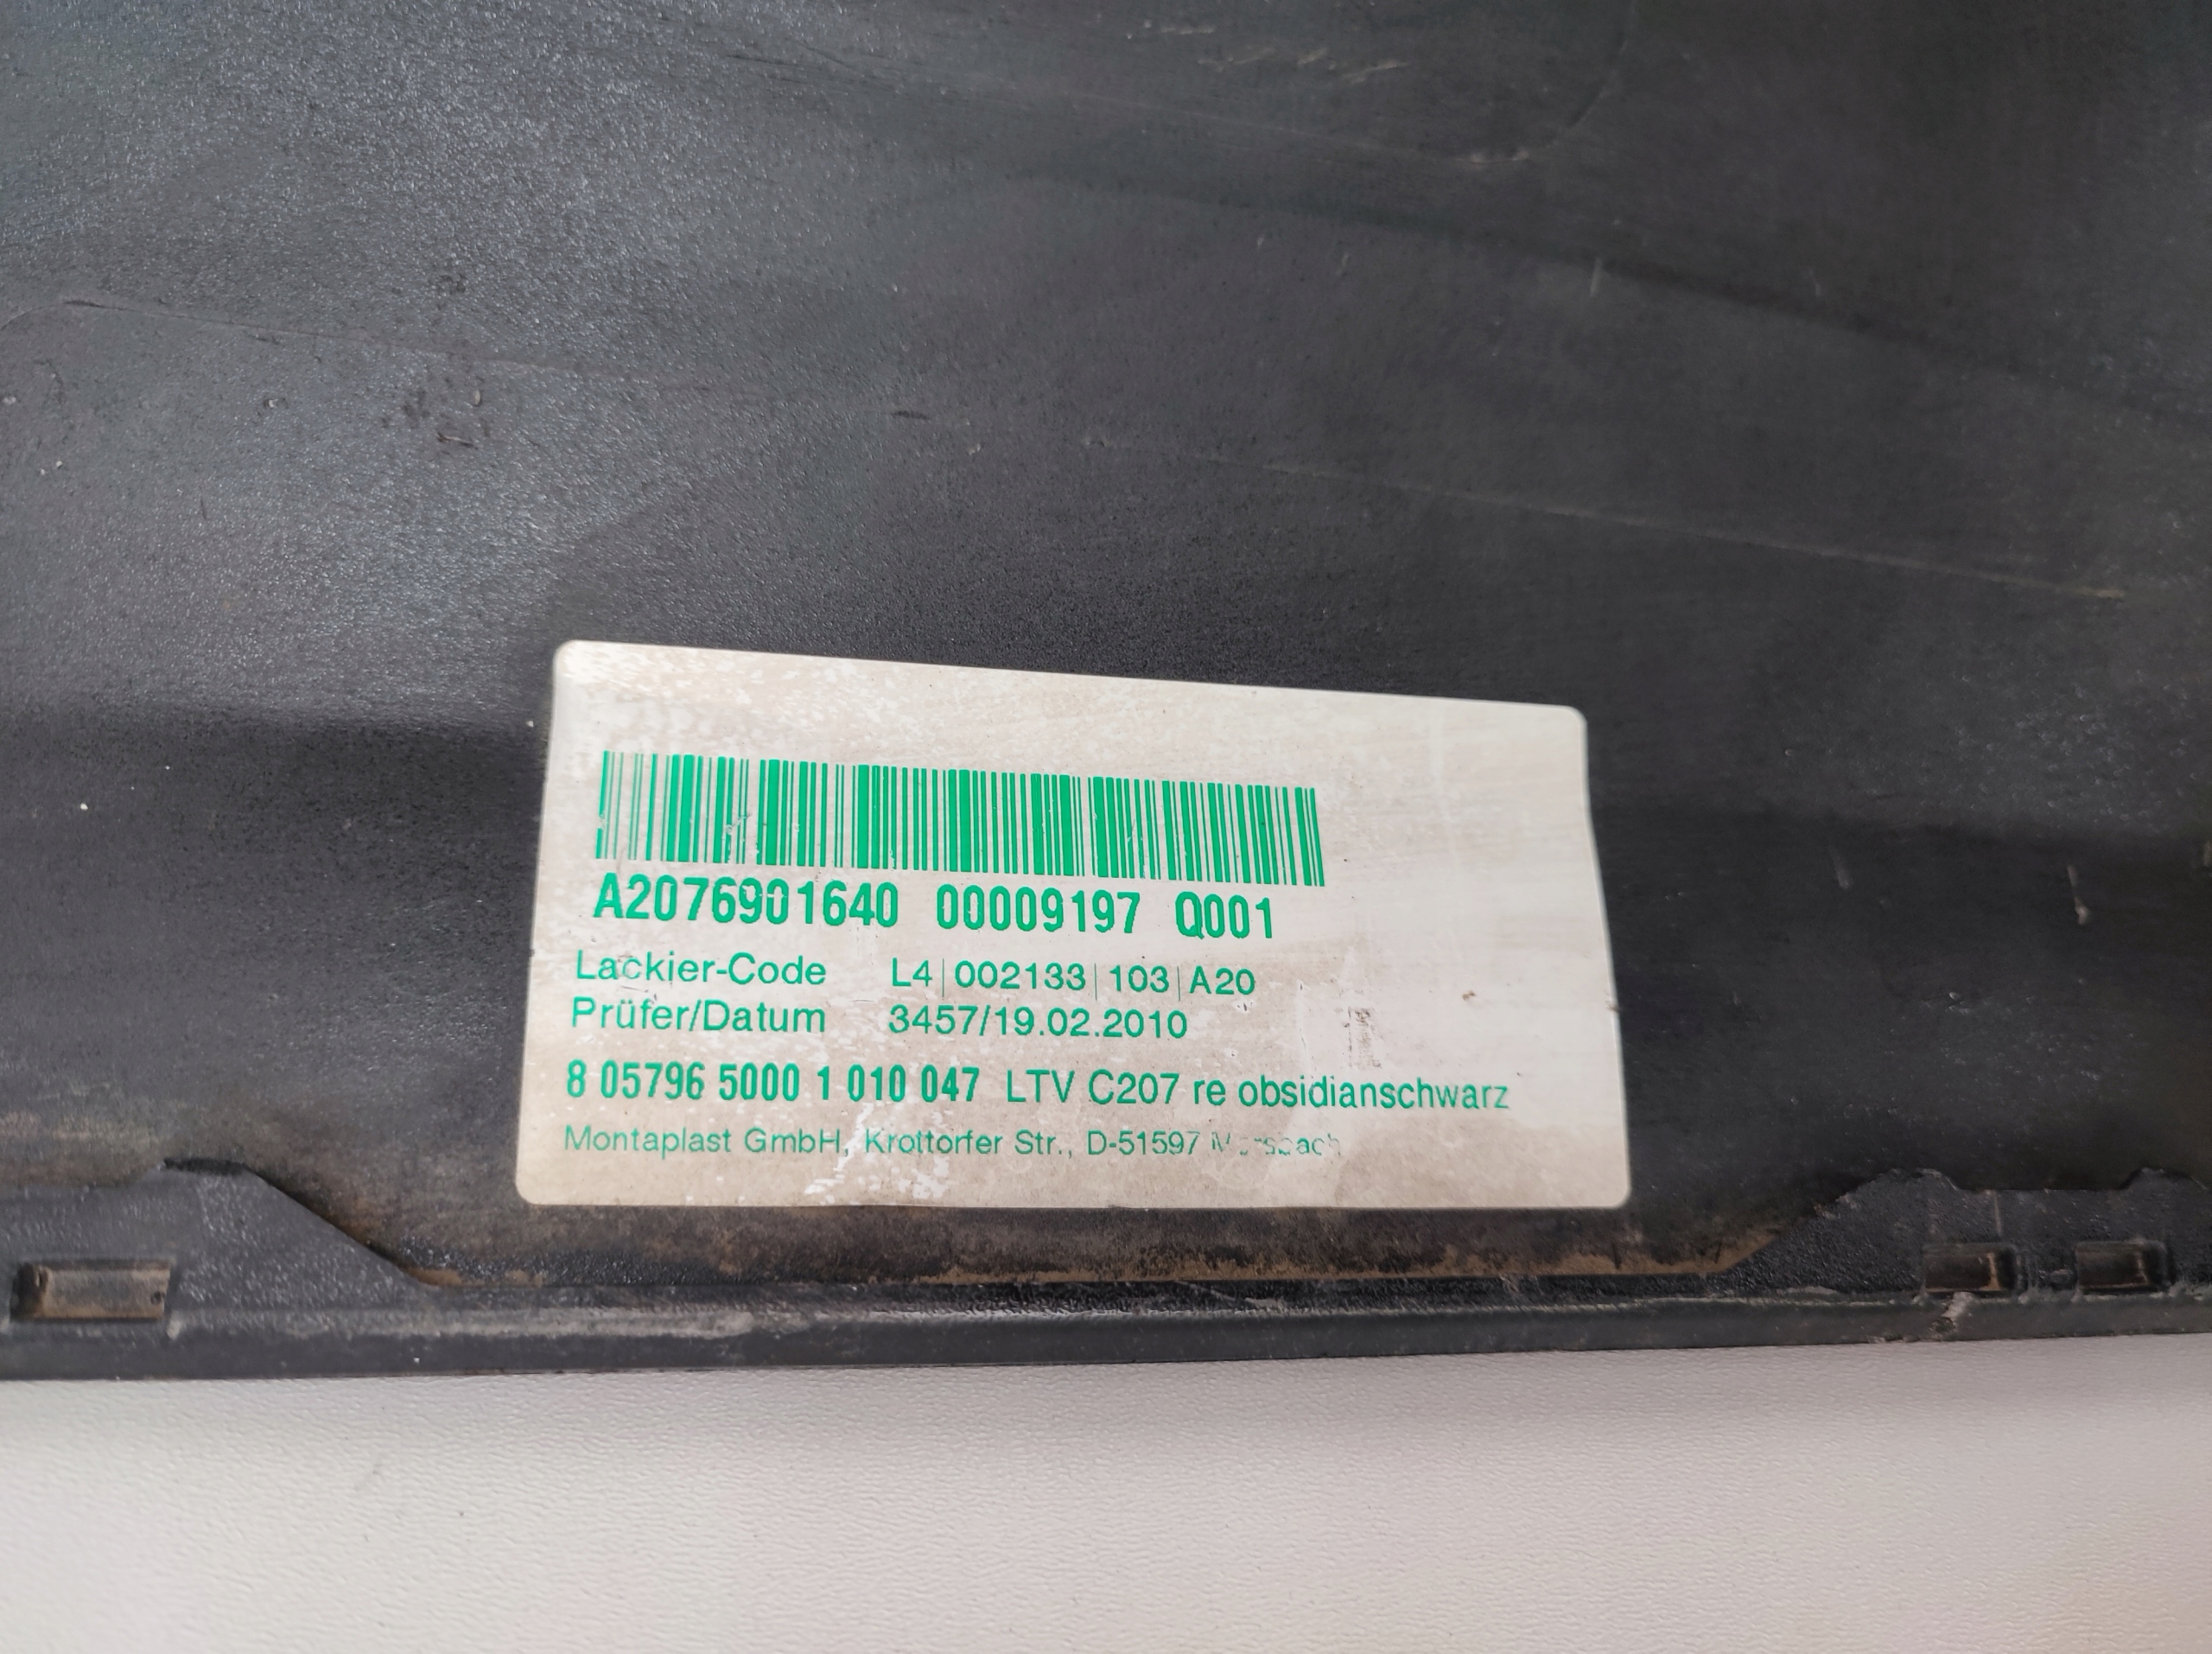 A2076901640 00009197 Q001
Lackier-Code L4|002133|103|A20
Prüfer/Datum 3457/19.02.2010
8 05796 5000 1 010 047 LTV C207 re obsidianschwarz
Montaplast GmbH, Krottorfer Str., D-51597